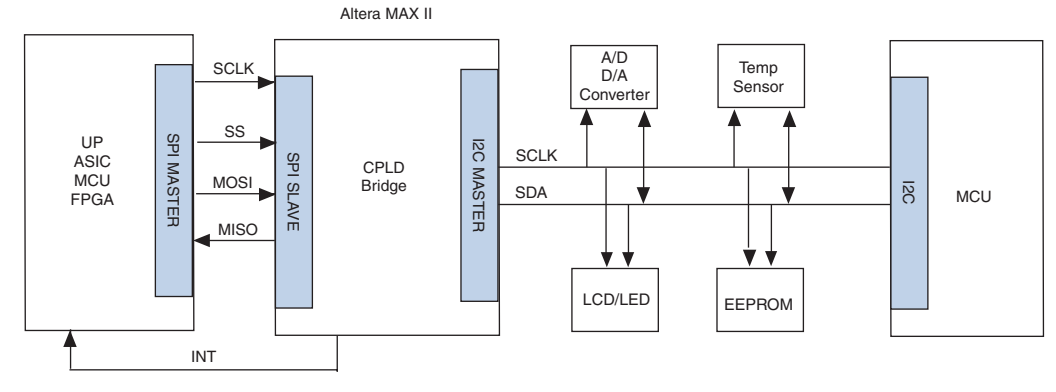 Altera MAX II
UP
ASIC
MCU
FPGA
SPI MASTER
SCLK
SS
MOSI
MISO
INT
SPI SLAVE
CPLD
Bridge
I2C MASTER
SCLK
SDA
A/D
D/A
Converter
Temp
Sensor
LCD/LED
EEPROM
I2C
MCU